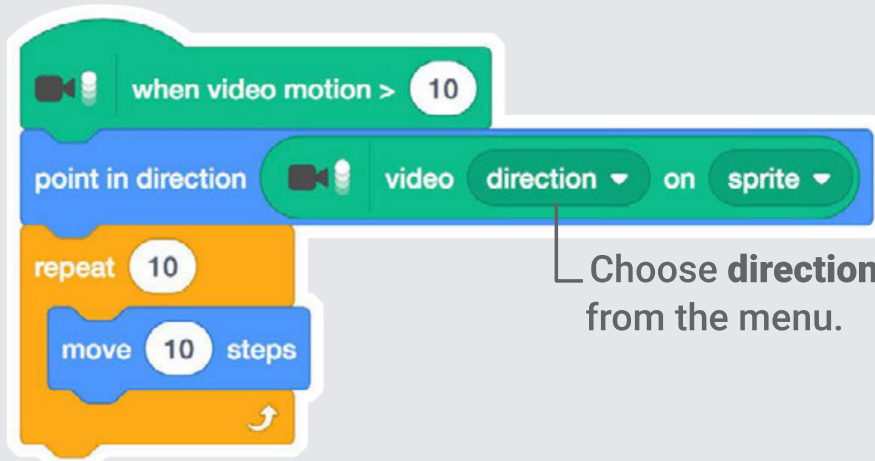 when video motion > 10
point in direction video direction on sprite
repeat 10
Choose direction
from the menu.
move 10 steps